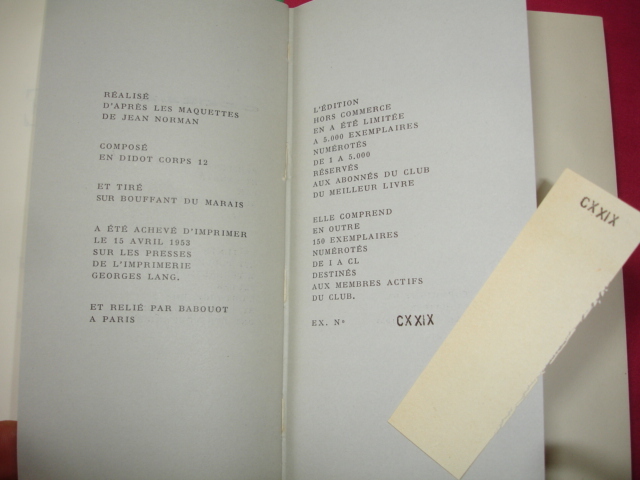 RÉALISÉ
D'APRÈS LES MAQUETTES
DE JEAN NORMAN
COMPOSÉ
EN DIDOT CORPS 12
ET TIRÉ
SUR BOUFFANT DU MARAIS
A ÉTÉ ACHEVÉ D'IMPRIMER
LE 15 AVRIL 1953
SUR LES PRESSES
DE L'IMPRIMERIE
GEORGES LANG.
ET RELIÉ PAR BABOUOT
A PARIS
L'ÉDITION
HORS COMMERCE
EN A ÉTÉ LIMITÉE
A 5.000 EXEMPLAIRES
NUMÉROTÉS
DE 1 A 5.000
RÉSERVÉS
AUX ABONNÉS DU CLUB
DU MEILLEUR LIVRE
ELLE COMPREND
EN OUTRE
150 EXEMPLAIRES
NUMÉROTÉS
DE I A CL
DESTINÉS
AUX MEMBRES ACTIFS
DU CLUB.
EX. Nº CXXIX
CXXIX